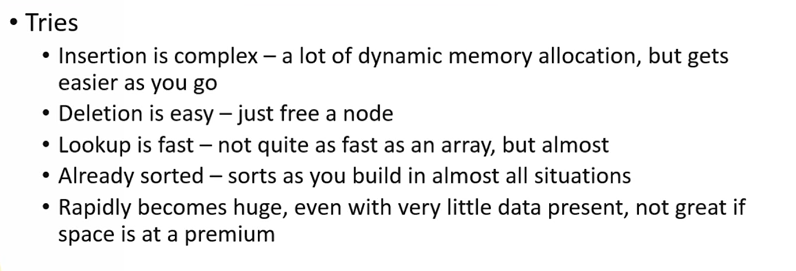 • Tries
• Insertion is complex – a lot of dynamic memory allocation, but gets
easier as you go
• Deletion is easy – just free a node
• Lookup is fast – not quite as fast as an array, but almost
• Already sorted – sorts as you build in almost all situations
• Rapidly becomes huge, even with very little data present, not great if
space is at a premium